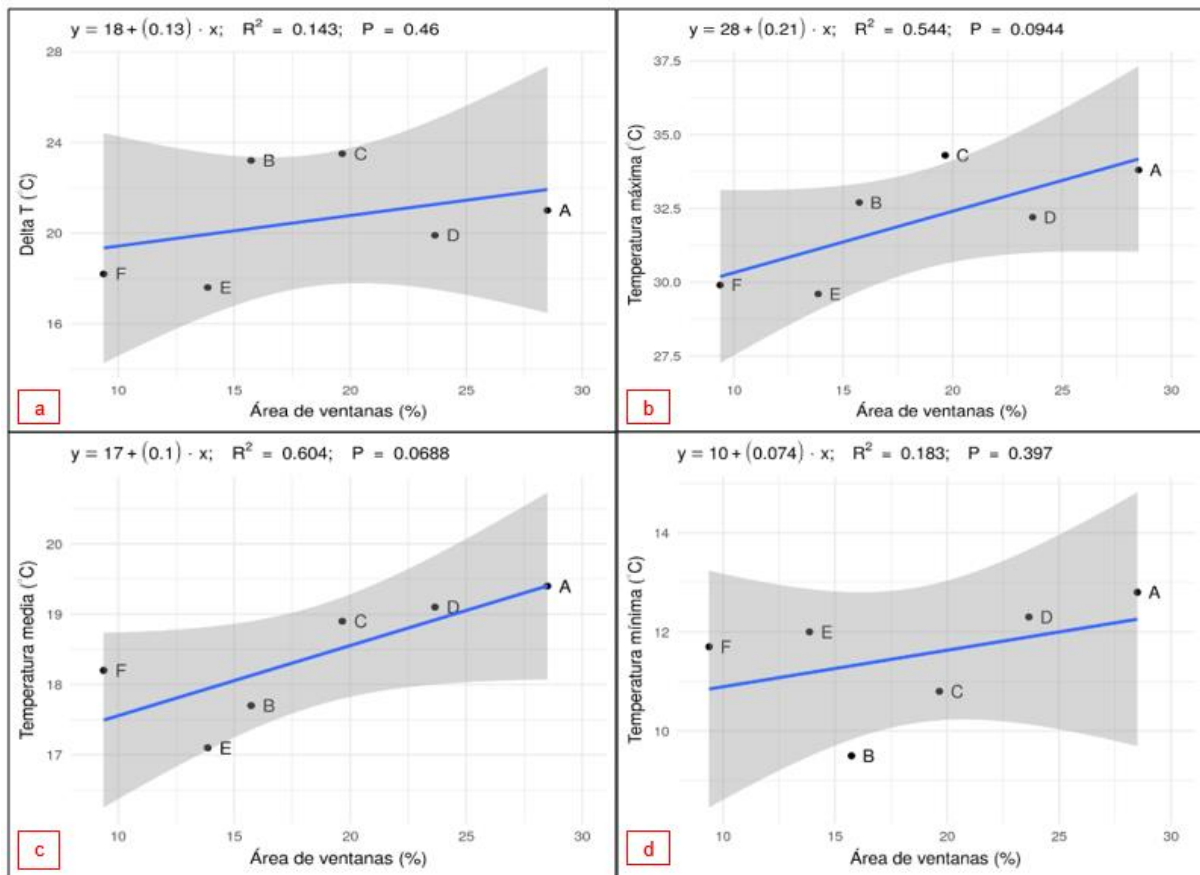 y = 18 + (0.13) · x;  R² = 0.143;  P = 0.46
28
24
20
16
Delta T (°C)
B
C
A
D
F
E
10 15 20 25 30
Área de ventanas (%)
a
y = 28 + (0.21) · x;  R² = 0.544;  P = 0.0944
37.5
35.0
32.5
30.0
27.5
Temperatura máxima (°C)
C
A
B
D
F
E
10 15 20 25 30
Área de ventanas (%)
b
y = 17 + (0.1) · x;  R² = 0.604;  P = 0.0688
20
19
18
17
Temperatura media (°C)
A
D
C
F
B
E
10 15 20 25 30
Área de ventanas (%)
c
y = 10 + (0.074) · x;  R² = 0.183;  P = 0.397
14
12
10
Temperatura mínima (°C)
A
D
E
F
C
B
10 15 20 25 30
Área de ventanas (%)
d